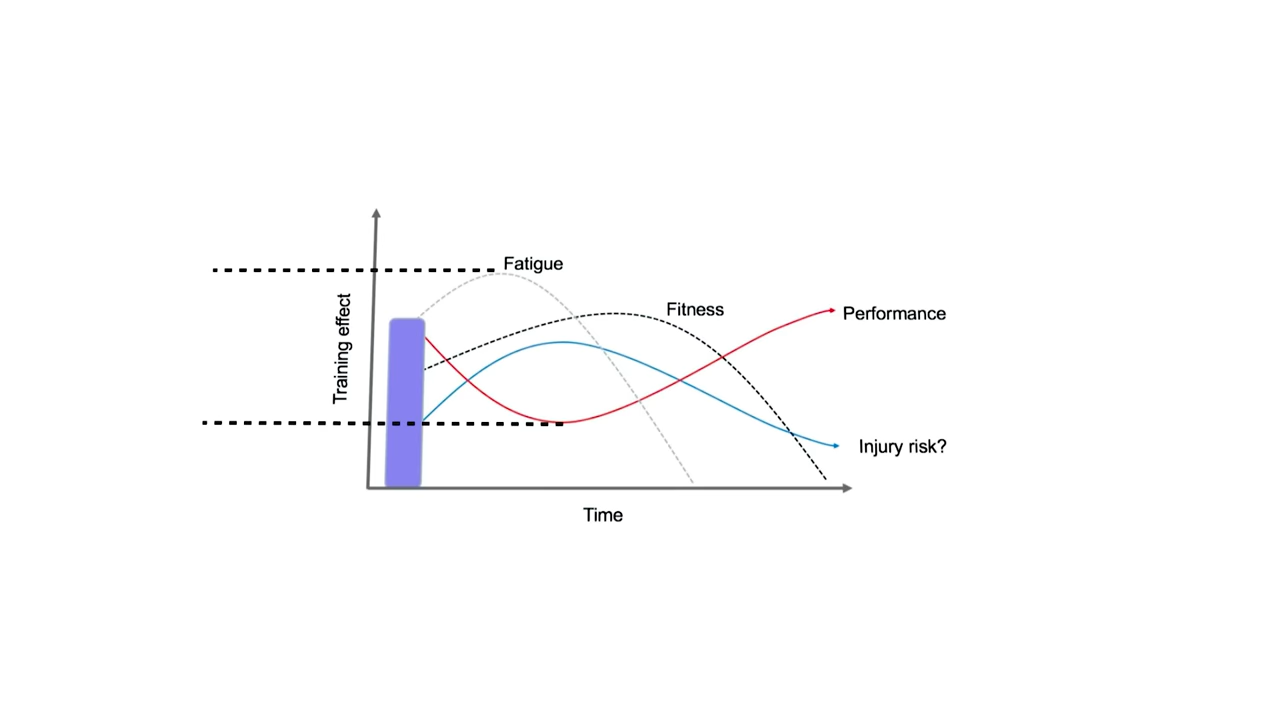 Fatigue
Fitness
Performance
Training effect
Injury risk?
Time